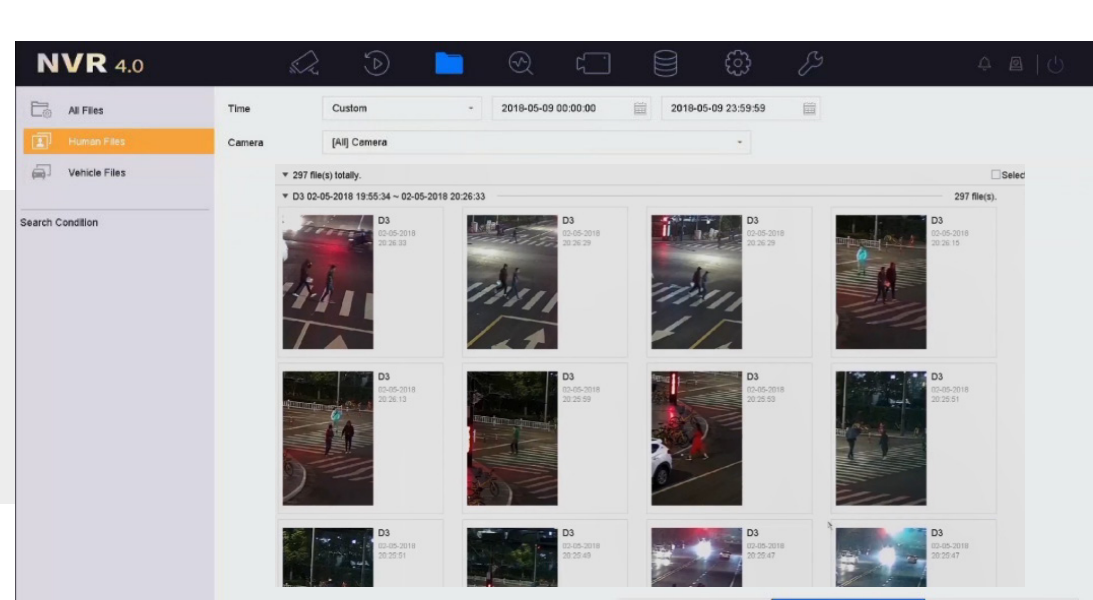 NVR 4.0
All Files
Human Files
Vehicle Files
Search Condition
Time
Custom
2018-05-09 00:00:00
2018-05-09 23:59:59
Camera
[All] Camera
297 file(s) totally.
Selec
D3 02-05-2018 19:55:34 ~ 02-05-2018 20:26:33
297 file(s).
D3
02-05-2018
20:26:33
D3
02-05-2018
20:26:29
D3
02-05-2018
20:26:29
D3
02-05-2018
20:26:15
D3
02-05-2018
20:26:13
D3
02-05-2018
20:25:59
D3
02-05-2018
20:25:53
D3
02-05-2018
20:25:51
D3
02-05-2018
20:25:51
D3
02-05-2018
20:25:49
D3
02-05-2018
20:25:47
D3
02-05-2018
20:25:47